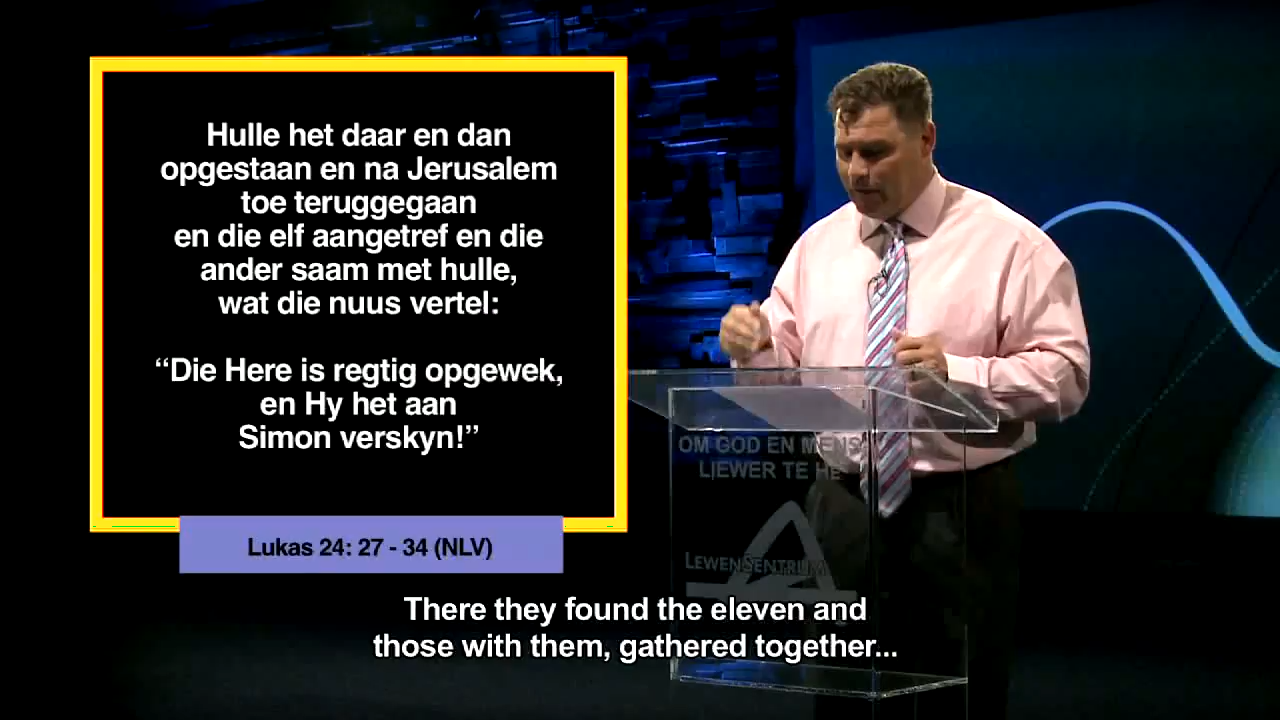 Hulle het daar en dan
opgestaan en na Jerusalem
toe teruggegaan
en die elf aangetref en die
ander saam met hulle,
wat die nuus vertel:
“Die Here is regtig opgewek,
en Hy het aan
Simon verskyn!”
Lukas 24: 27 - 34 (NLV)
OM GOD EN MENS
LIEWER TE HÊ
LEWENSENTRUM
There they found the eleven and
those with them, gathered together...